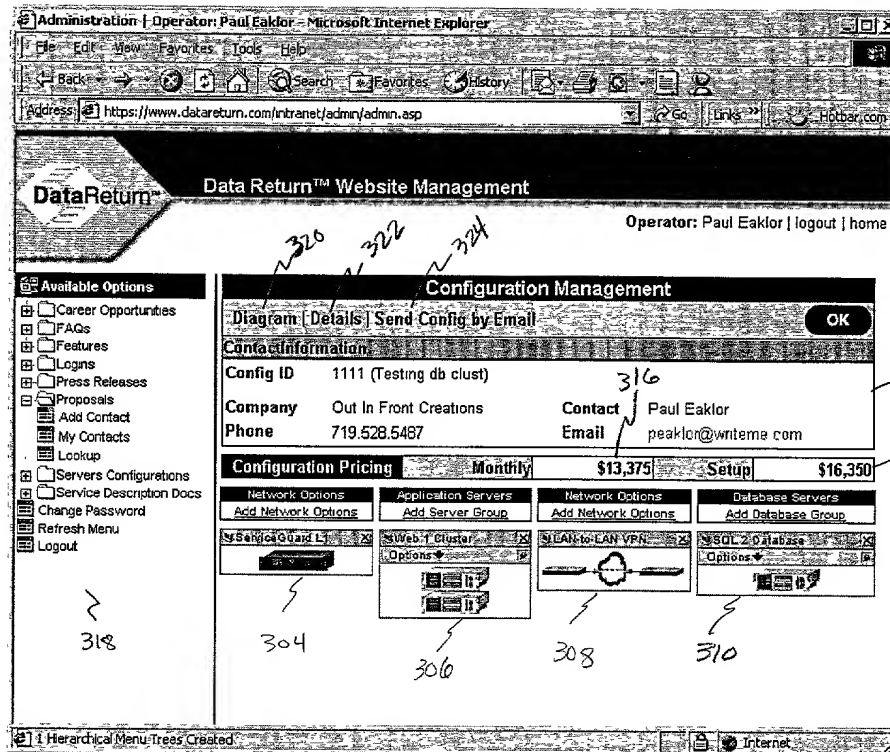 Administration | Operator: Paul Eaklor - Microsoft Internet Explorer
File Edit View Favorites Tools Help
Back Search Favorites History
Address https://www.datareturn.com/intranet/admin/admin.asp Go Links » Hotbar.com
DataReturn™ Data Return™ Website Management
Operator: Paul Eaklor | logout | home
320 322 324
Available Options
Career Opportunities
FAQs
Features
Logins
Press Releases
Proposals
Add Contact
My Contacts
Lookup
Servers Configurations
Service Description Docs
Change Password
Refresh Menu
Logout
318
Configuration Management
Diagram | Details | Send Config by Email OK
ContactInformation
Config ID 1111 (Testing db clust)
316
Company Out In Front Creations Contact Paul Eaklor
Phone 719.528.5487 Email peaklor@writeme com
Configuration Pricing Monthly $13,375 Setup $16,350
Network Options Application Servers Network Options Database Servers
Add Network Options Add Server Group Add Network Options Add Database Group
ServiceGuard L1 X Web 1 Cluster X LAN-to-LAN VPN X SQL 2 Database X
Options Options
304 306 308 310
1 Hierarchical Menu Trees Created Internet